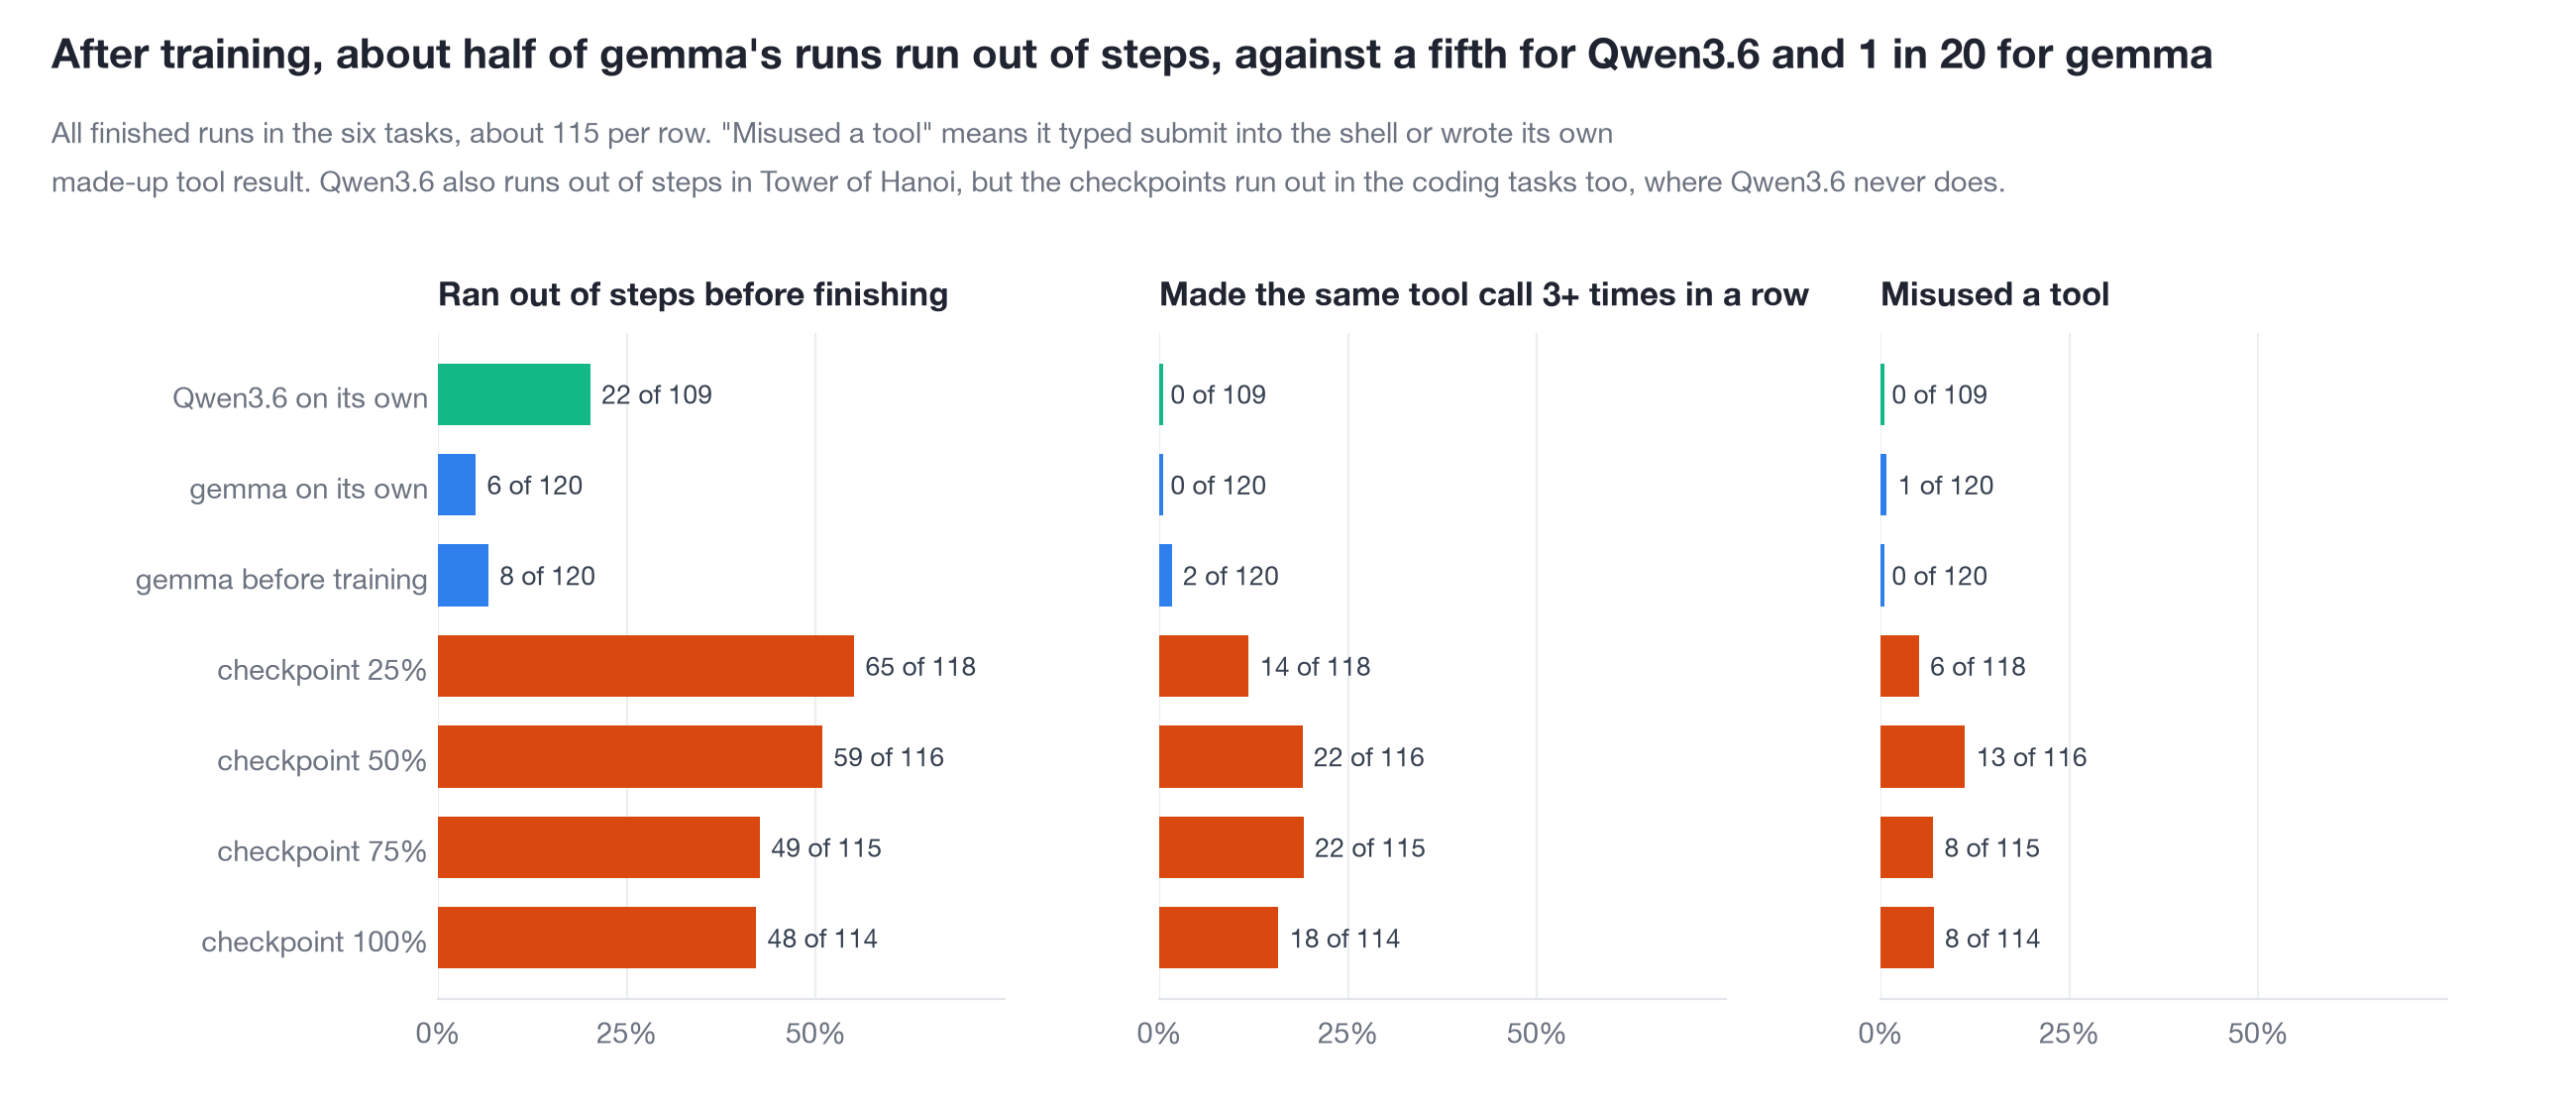 After training, about half of gemma's runs run out of steps, against a fifth for Qwen3.6 and 1 in 20 for gemma
All finished runs in the six tasks, about 115 per row. "Misused a tool" means it typed submit into the shell or wrote its own
made-up tool result. Qwen3.6 also runs out of steps in Tower of Hanoi, but the checkpoints run out in the coding tasks too, where Qwen3.6 never does.
Ran out of steps before finishing
Made the same tool call 3+ times in a row
Misused a tool
Qwen3.6 on its own
22 of 109
0 of 109
0 of 109
gemma on its own
6 of 120
0 of 120
1 of 120
gemma before training
8 of 120
2 of 120
0 of 120
checkpoint 25%
65 of 118
14 of 118
6 of 118
checkpoint 50%
59 of 116
22 of 116
13 of 116
checkpoint 75%
49 of 115
22 of 115
8 of 115
checkpoint 100%
48 of 114
18 of 114
8 of 114
0% 25% 50%
0% 25% 50%
0% 25% 50%